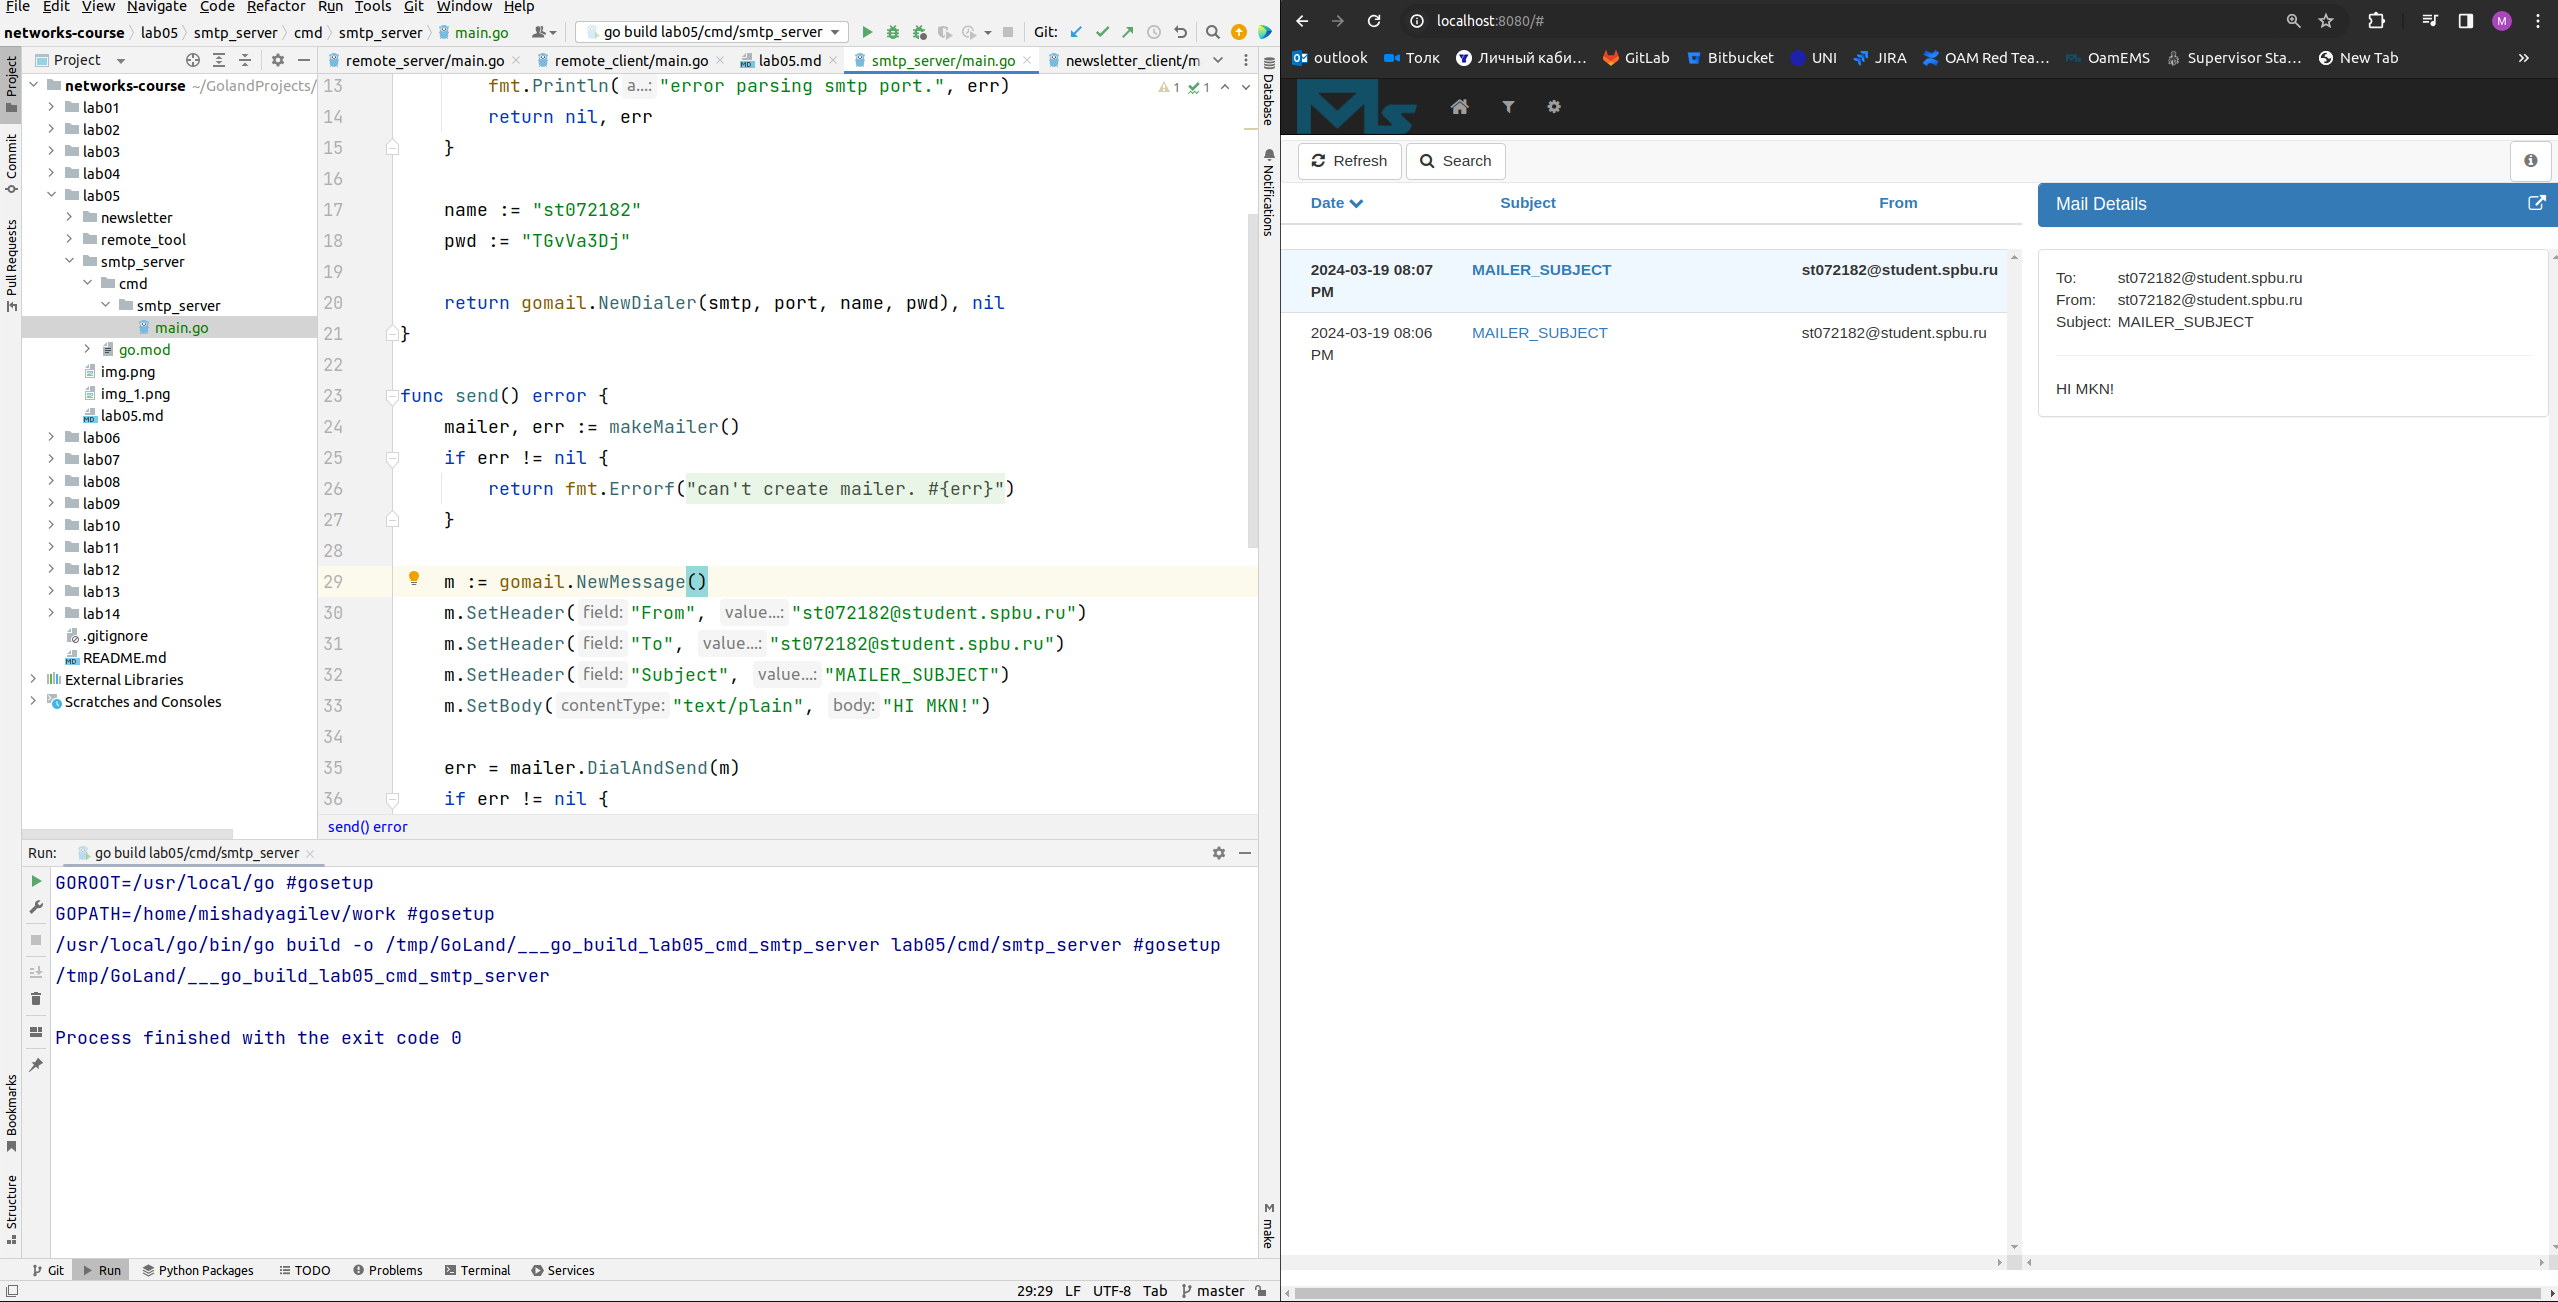 File Edit View Navigate Code Refactor Run Tools Git Window Help
networks-course lab05 smtp_server cmd smtp_server main.go go build lab05/cmd/smtp_server Git:
Project
remote_server/main.go remote_client/main.go lab05.md smtp_server/main.go newsletter_client/m
networks-course ~/GolandProjects/
lab01
lab02
lab03
lab04
lab05
newsletter
remote_tool
smtp_server
cmd
smtp_server
main.go
go.mod
img.png
img_1.png
lab05.md
lab06
lab07
lab08
lab09
lab10
lab11
lab12
lab13
lab14
.gitignore
README.md
External Libraries
Scratches and Consoles
Project
Commit
Pull Requests
Bookmarks
Structure
1 1
13 fmt.Println( a...: "error parsing smtp port.", err)
14 return nil, err
15 }
16
17 name := "st072182"
18 pwd := "TGvVa3Dj"
19
20 return gomail.NewDialer(smtp, port, name, pwd), nil
21 }
22
23 func send() error {
24 mailer, err := makeMailer()
25 if err != nil {
26 return fmt.Errorf("can't create mailer. #{err}")
27 }
28
29 m := gomail.NewMessage()
30 m.SetHeader( field: "From", value...: "st072182@student.spbu.ru")
31 m.SetHeader( field: "To", value...: "st072182@student.spbu.ru")
32 m.SetHeader( field: "Subject", value...: "MAILER_SUBJECT")
33 m.SetBody( contentType: "text/plain", body: "HI MKN!")
34
35 err = mailer.DialAndSend(m)
36 if err != nil {
send() error
Database
Notifications
make
Run: go build lab05/cmd/smtp_server
GOROOT=/usr/local/go #gosetup
GOPATH=/home/mishadyagilev/work #gosetup
/usr/local/go/bin/go build -o /tmp/GoLand/___go_build_lab05_cmd_smtp_server lab05/cmd/smtp_server #gosetup
/tmp/GoLand/___go_build_lab05_cmd_smtp_server
Process finished with the exit code 0
Git Run Python Packages TODO Problems Terminal Services
29:29 LF UTF-8 Tab master
localhost:8080/#
M
outlook Толк Личный каби... GitLab Bitbucket UNI JIRA OAM Red Tea... OamEMS Supervisor Sta... New Tab »
Ms
Refresh Search
Date Subject From
2024-03-19 08:07 PM MAILER_SUBJECT st072182@student.spbu.ru
2024-03-19 08:06 PM MAILER_SUBJECT st072182@student.spbu.ru
Mail Details
To: st072182@student.spbu.ru
From: st072182@student.spbu.ru
Subject: MAILER_SUBJECT
HI MKN!